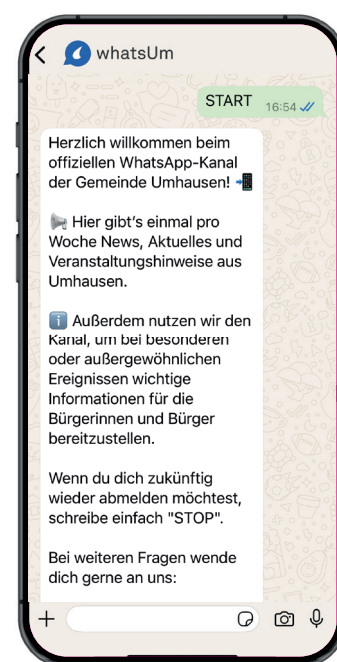 whatsUm
START 16:54
Herzlich willkommen beim
offiziellen WhatsApp-Kanal
der Gemeinde Umhausen!
Hier gibt's einmal pro
Woche News, Aktuelles und
Veranstaltungshinweise aus
Umhausen.
Außerdem nutzen wir den
Kanal, um bei besonderen
oder außergewöhnlichen
Ereignissen wichtige
Informationen für die
Bürgerinnen und Bürger
bereitzustellen.
Wenn du dich zukünftig
wieder abmelden möchtest,
schreibe einfach "STOP".
Bei weiteren Fragen wende
dich gerne an uns: